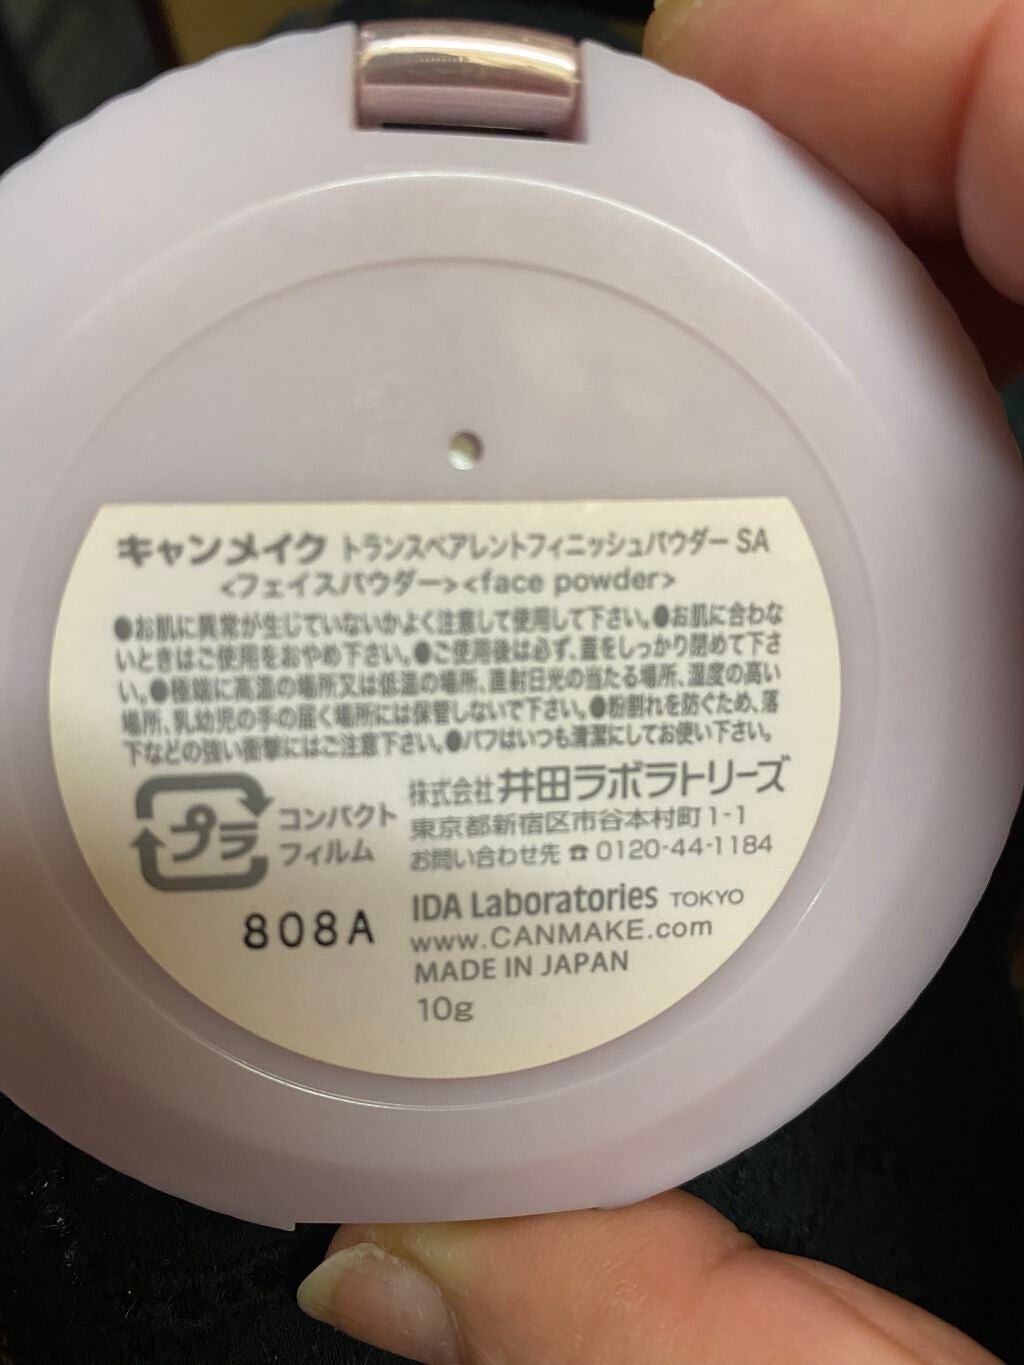 キャンメイク トランスペアレントフィニッシュパウダー SA
<フェイスパウダー><face powder>
●お肌に異常が生じていないかよく注意して使用して下さい。●お肌に合わな
いときはご使用をおやめ下さい。●ご使用後は必ず、蓋をしっかり閉めて下さ
い。●極端に高温の場所又は低温の場所、直射日光の当たる場所、湿度の高い
場所、乳幼児の手の届く場所には保管しないで下さい。●粉割れを防ぐため、落
下などの強い衝撃にはご注意下さい。●パフはいつも清潔にしてお使い下さい。
プラ
コンパクト
フィルム
808A
株式会社 井田ラボラトリーズ
東京都新宿区市谷本村町1-1
お問い合わせ先 ☎ 0120-44-1184
IDA Laboratories TOKYO
www.CANMAKE.com
MADE IN JAPAN
10g